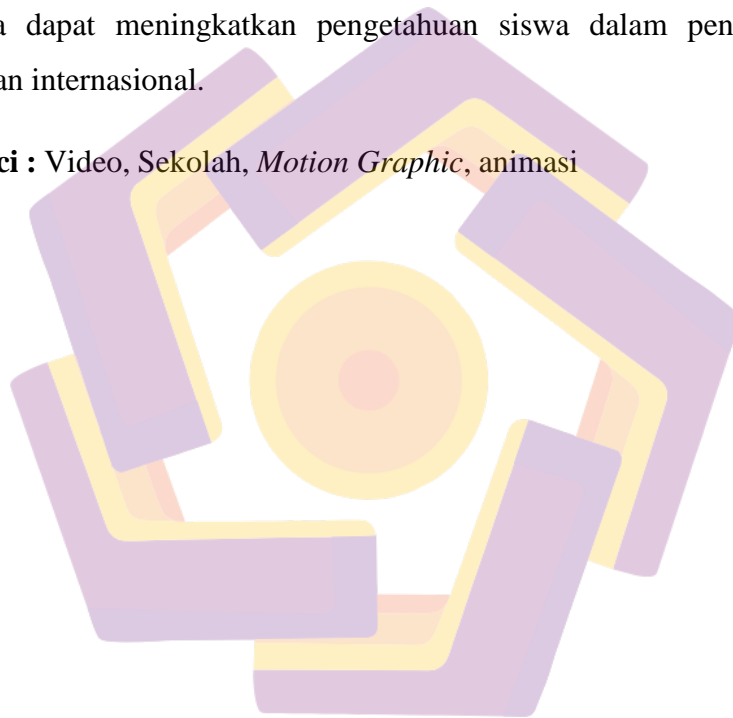 a dapat meningkatkan pengetahuan siswa dalam pen
an internasional.
ci : Video, Sekolah, Motion Graphic, animasi